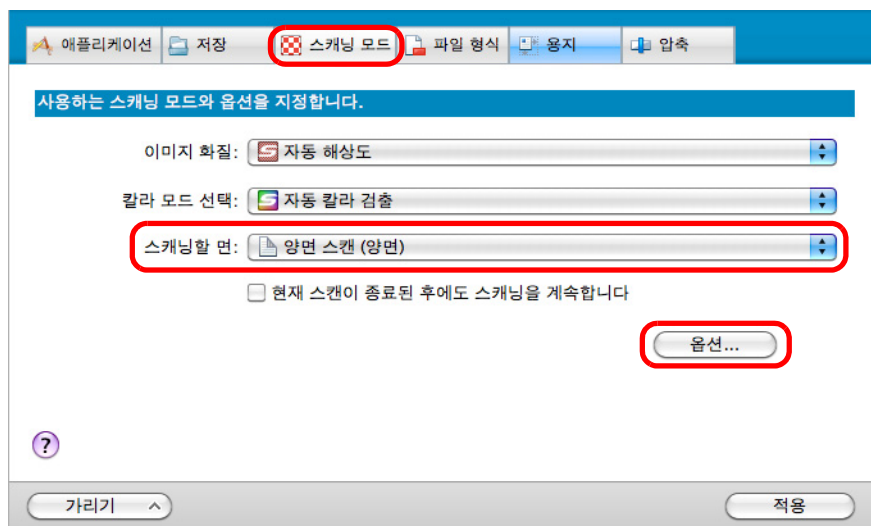 애플리케이션 저장 스캐닝 모드 파일 형식 용지 압축
사용하는 스캐닝 모드와 옵션을 지정합니다.
이미지 화질: 자동 해상도
칼라 모드 선택: 자동 칼라 검출
스캐닝할 면: 양면 스캔 (양면)
현재 스캔이 종료된 후에도 스캐닝을 계속합니다
옵션...
?
가리기 적용